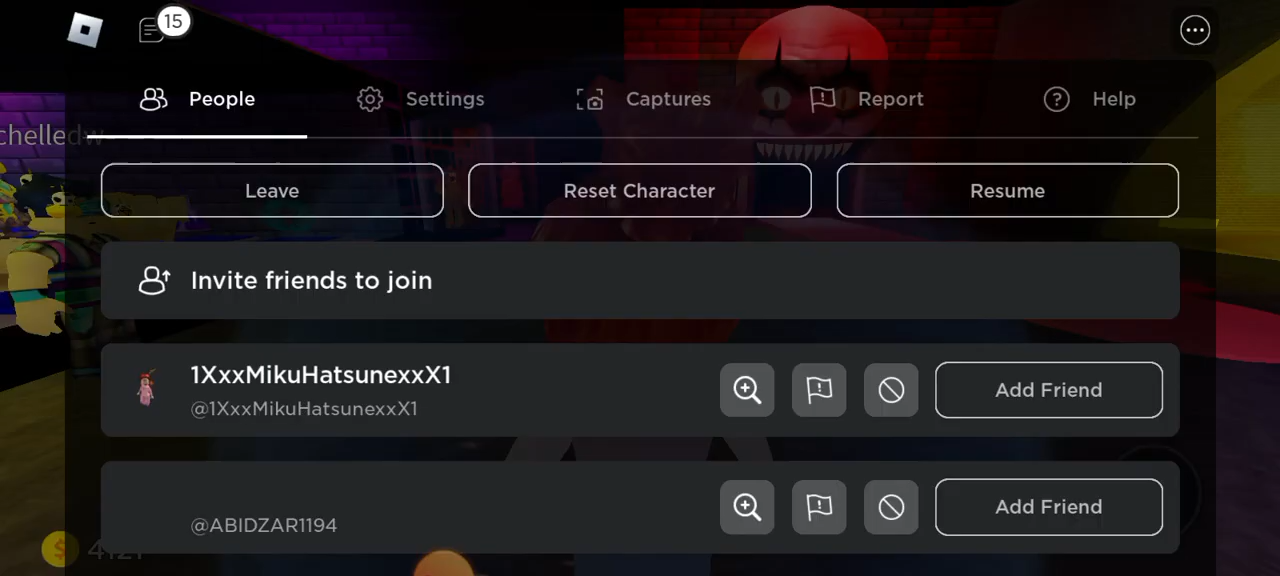 15
People
Settings
Captures
Report
Help
chelledw
Leave
Reset Character
Resume
Invite friends to join
1XxxMikuHatsunexxX1
@1XxxMikuHatsunexxX1
Add Friend
@ABIDZAR1194
Add Friend